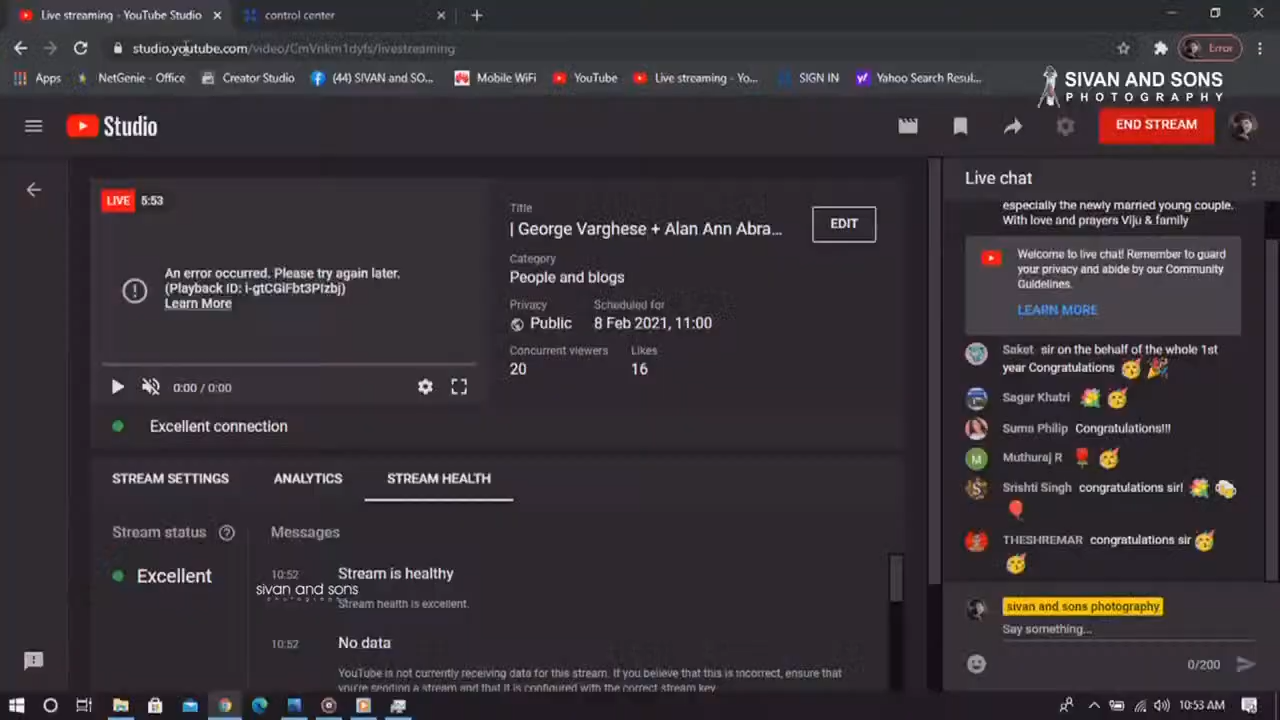 Live streaming - YouTube Studio
control center
studio.youtube.com/video/CmVnkm1dyfs/livestreaming
Error
Apps
NetGenie - Office
Creator Studio
(44) SIVAN and SO...
Mobile WiFi
YouTube
Live streaming - Yo...
SIGN IN
Yahoo Search Resul...
SIVAN AND SONS
PHOTOGRAPHY
Studio
END STREAM
LIVE 5:53
An error occurred. Please try again later.
(Playback ID: i-gtCGiFbt3PIzbj)
Learn More
0:00 / 0:00
Excellent connection
Title
| George Varghese + Alan Ann Abra...
EDIT
Category
People and blogs
Privacy
Public
Scheduled for
8 Feb 2021, 11:00
Concurrent viewers
20
Likes
16
STREAM SETTINGS
ANALYTICS
STREAM HEALTH
Stream status
Excellent
Messages
10:52
Stream is healthy
Stream health is excellent.
sivan and sons
10:52
No data
YouTube is not currently receiving data for this stream. If you believe that this is incorrect, ensure that
you're sending a stream and that it is configured with the correct stream key
Live chat
especially the newly married young couple.
With love and prayers Viju & family
Welcome to live chat! Remember to guard
your privacy and abide by our Community
Guidelines.
LEARN MORE
Saket sir on the behalf of the whole 1st
year Congratulations 🥳 🎉
Sagar Khatri 💐 🥳
Suma Philip Congratulations!!!
Muthuraj R 🌹 🥳
Srishti Singh congratulations sir! 💐 🍻
🎈
THESHREMAR congratulations sir 🥳
🥳
sivan and sons photography
Say something...
0/200
10:53 AM